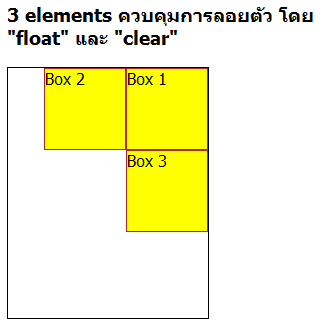 3 elements ควบคุมการลอยตัว โดย
"float" และ "clear"
Box 2 Box 1
Box 3